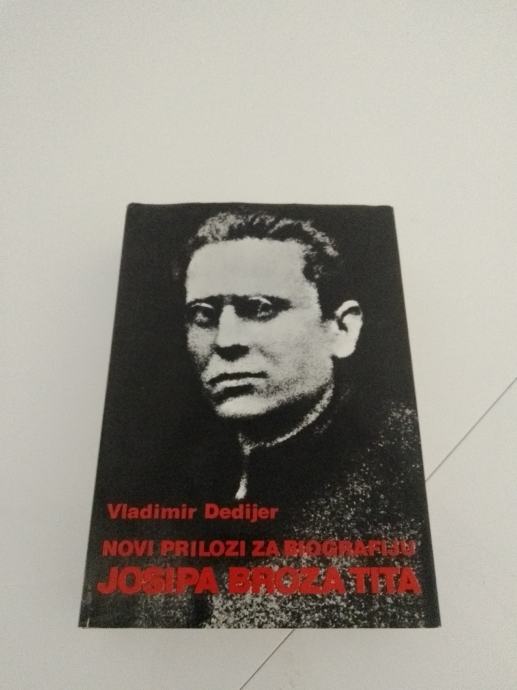 Vladimir Dedijer
NOVI PRILOZI ZA BIOGRAFIJU
JOSIPA BROZA TITA